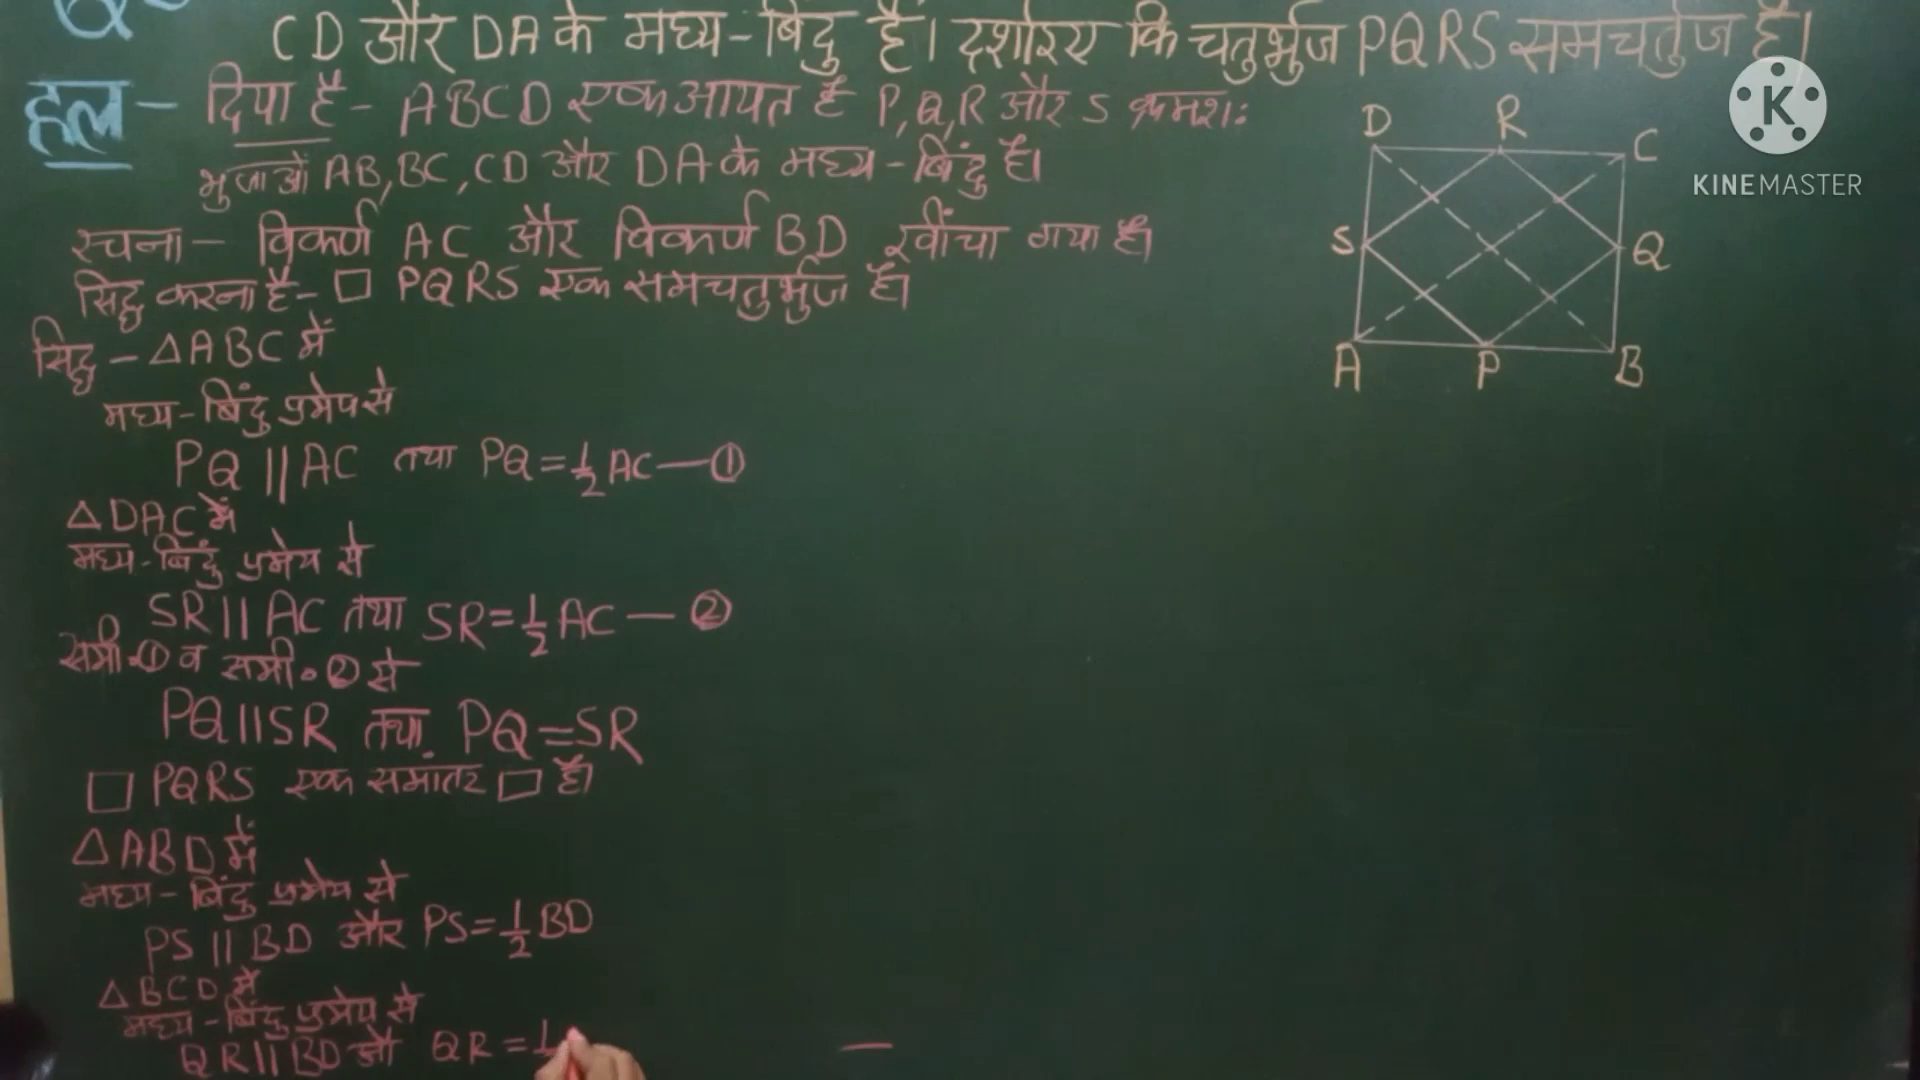 CD और DA के मध्य-बिंदु हैं। दर्शाइए कि चतुर्भुज PQRS समचर्तुज है।
हल - दिया है - ABCD एक आयत है P,Q,R और S क्रमशः
भुजाओं AB,BC,CD और DA के मध्य-बिंदु है।
रचना - विकर्ण AC और विकर्ण BD खींचा गया है।
सिद्ध करना है - □ PQRS एक समचतुर्भुज है।
सिद्ध - △ABC में
मध्य-बिंदु प्रमेय से
PQ || AC तथा PQ = 1/2 AC — ①
△DAC में
मध्य-बिंदु प्रमेय से
SR || AC तथा SR = 1/2 AC — ②
समी.① व समी.② से
PQ || SR तथा PQ = SR
□ PQRS एक समांतर □ है।
△ABD में
मध्य-बिंदु प्रमेय से
PS || BD और PS = 1/2 BD
△BCD में
मध्य-बिंदु प्रमेय से
QR || BD औ QR = 1
D R C
S Q
A P B
K
KINEMASTER